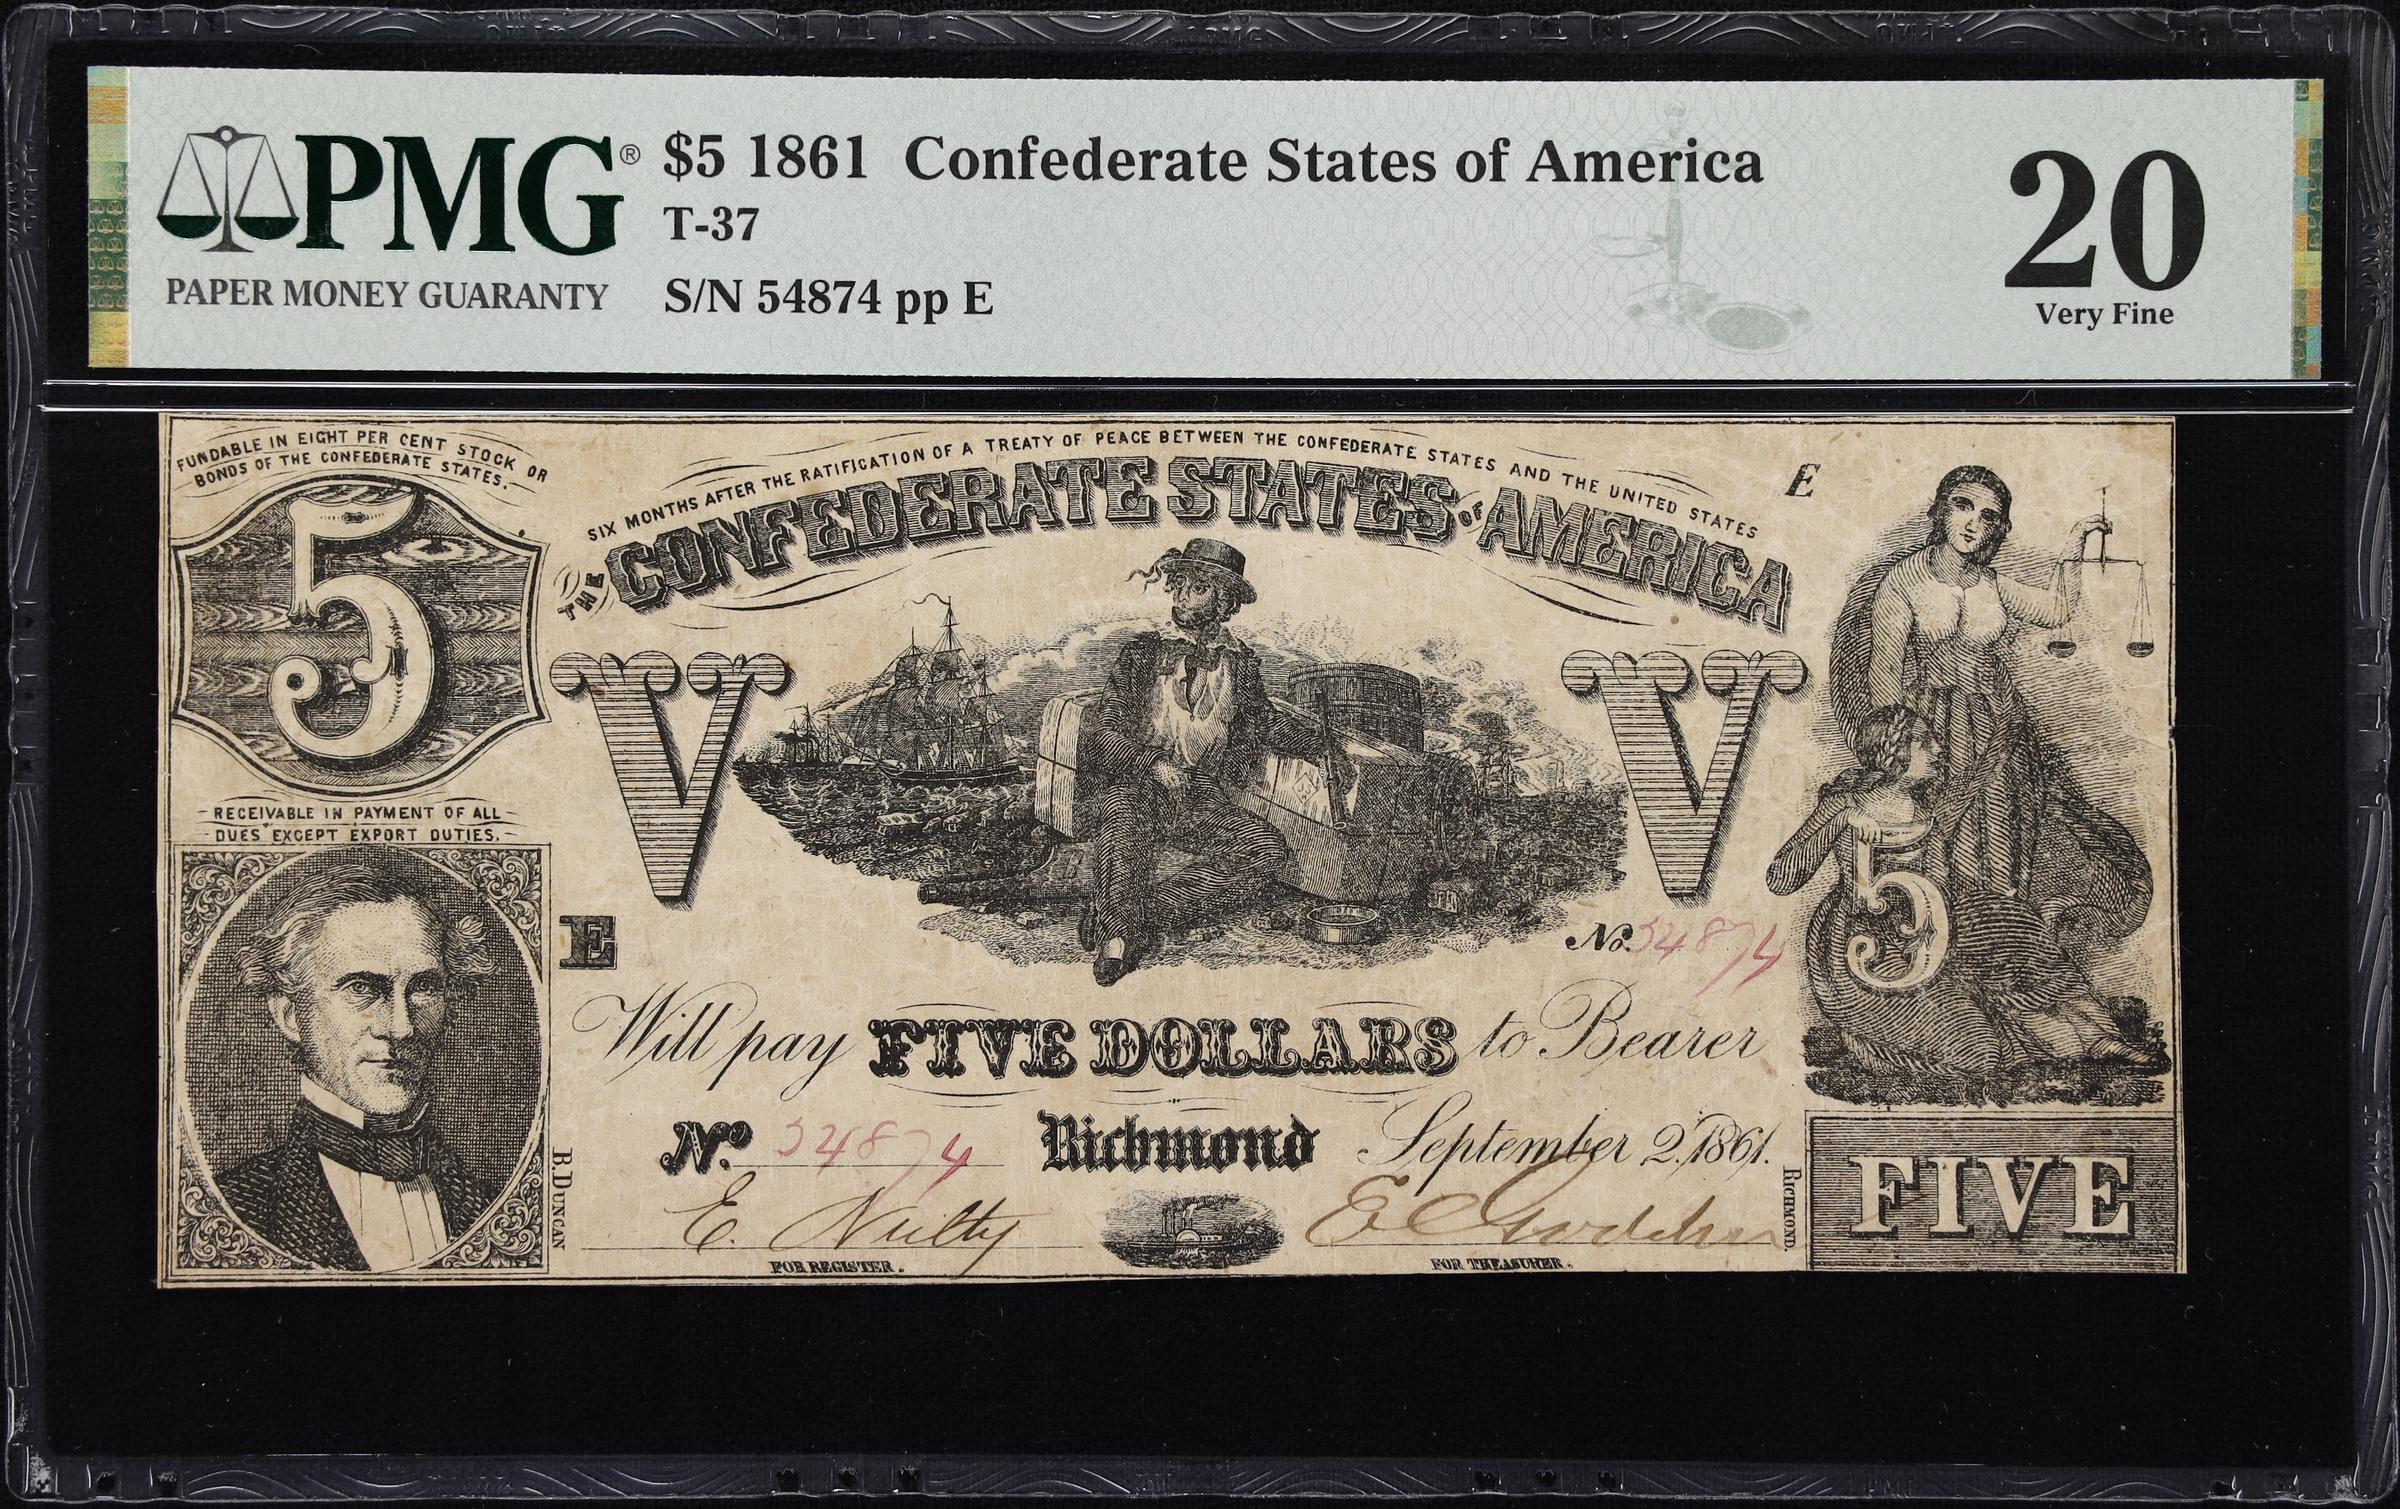 PMG® $5 1861 Confederate States of America
T-37
PAPER MONEY GUARANTY S/N 54874 pp E
20
Very Fine
FUNDABLE IN EIGHT PER CENT STOCK OR
BONDS OF THE CONFEDERATE STATES.
5
SIX MONTHS AFTER THE RATIFICATION OF A TREATY OF PEACE BETWEEN THE CONFEDERATE STATES AND THE UNITED STATES
THE CONFEDERATE STATES OF AMERICA
E
V V
RECEIVABLE IN PAYMENT OF ALL
DUES EXCEPT EXPORT DUTIES.
5
E
No. 54874
Will pay FIVE DOLLARS to Bearer
No. 54874 Richmond September 2, 1861.
E. Nulty
FOR REGISTER.
FOR TREASURER.
B. DUNCAN
RICHMOND.
FIVE